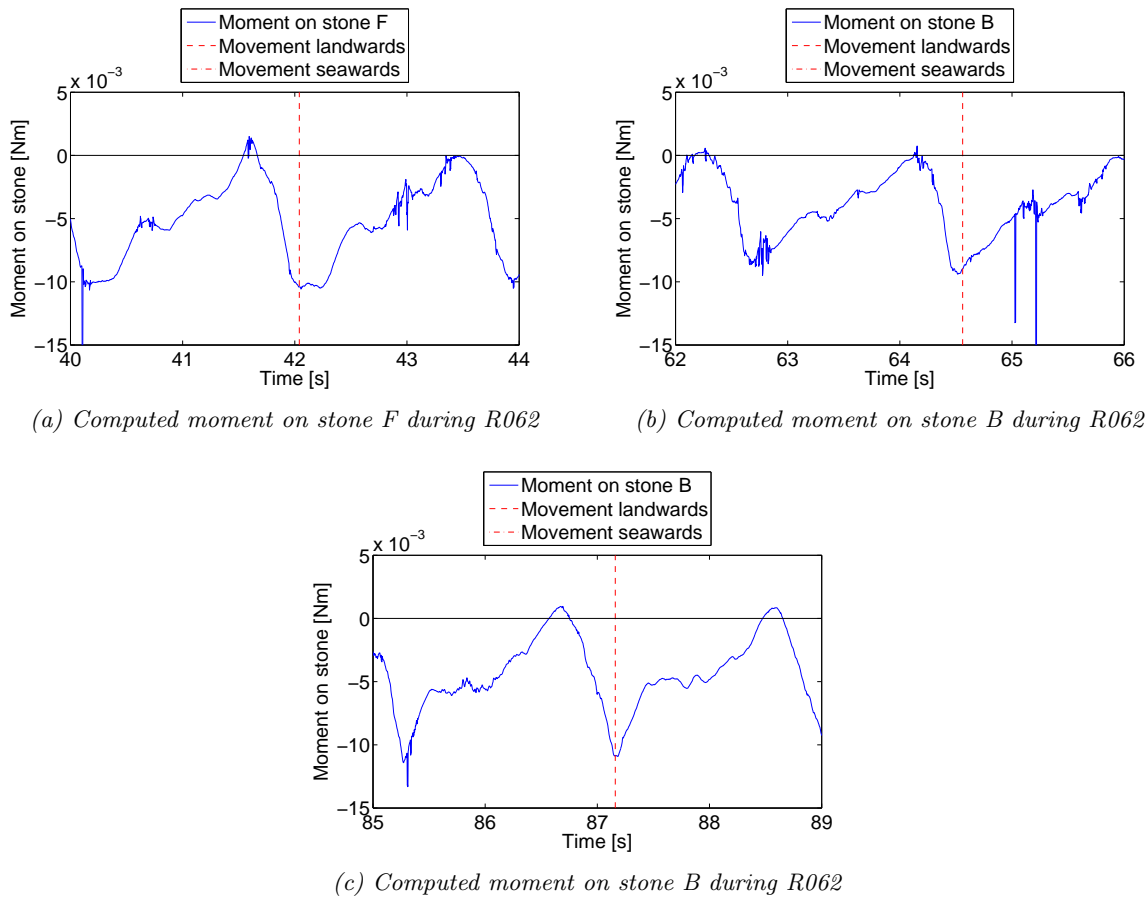 Moment on stone F
Movement landwards
Movement seawards
x 10⁻³
5
0
−5
−10
−15
Moment on stone [Nm]
40 41 42 43 44
Time [s]
(a) Computed moment on stone F during R062
Moment on stone B
Movement landwards
Movement seawards
x 10⁻³
5
0
−5
−10
−15
Moment on stone [Nm]
62 63 64 65 66
Time [s]
(b) Computed moment on stone B during R062
Moment on stone B
Movement landwards
Movement seawards
x 10⁻³
5
0
−5
−10
−15
Moment on stone [Nm]
85 86 87 88 89
Time [s]
(c) Computed moment on stone B during R062